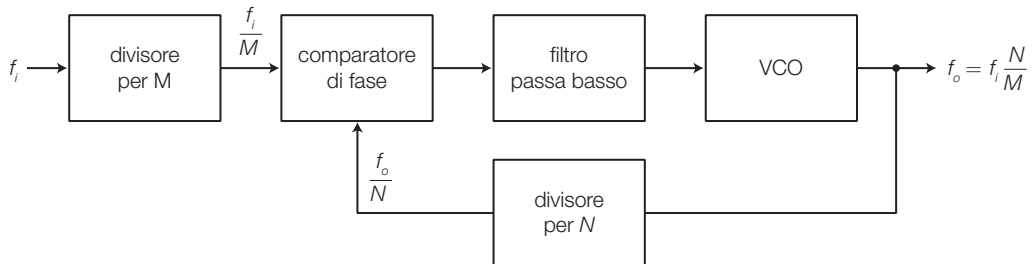 f_i
divisore
per M
f_i/M
comparatore
di fase
filtro
passa basso
VCO
f_o = f_i N/M
f_o/N
divisore
per N